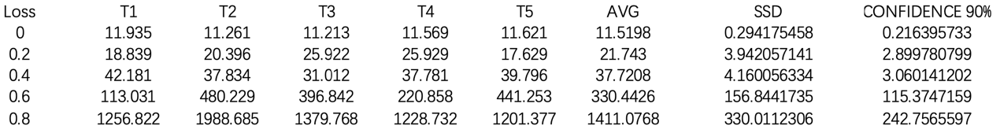 Loss T1 T2 T3 T4 T5 AVG SSD CONFIDENCE 90%
0 11.935 11.261 11.213 11.569 11.621 11.5198 0.294175458 0.216395733
0.2 18.839 20.396 25.922 25.929 17.629 21.743 3.942057141 2.899780799
0.4 42.181 37.834 31.012 37.781 39.796 37.7208 4.160056334 3.060141202
0.6 113.031 480.229 396.842 220.858 441.253 330.4426 156.8441735 115.3747159
0.8 1256.822 1988.685 1379.768 1228.732 1201.377 1411.0768 330.0112306 242.7565597